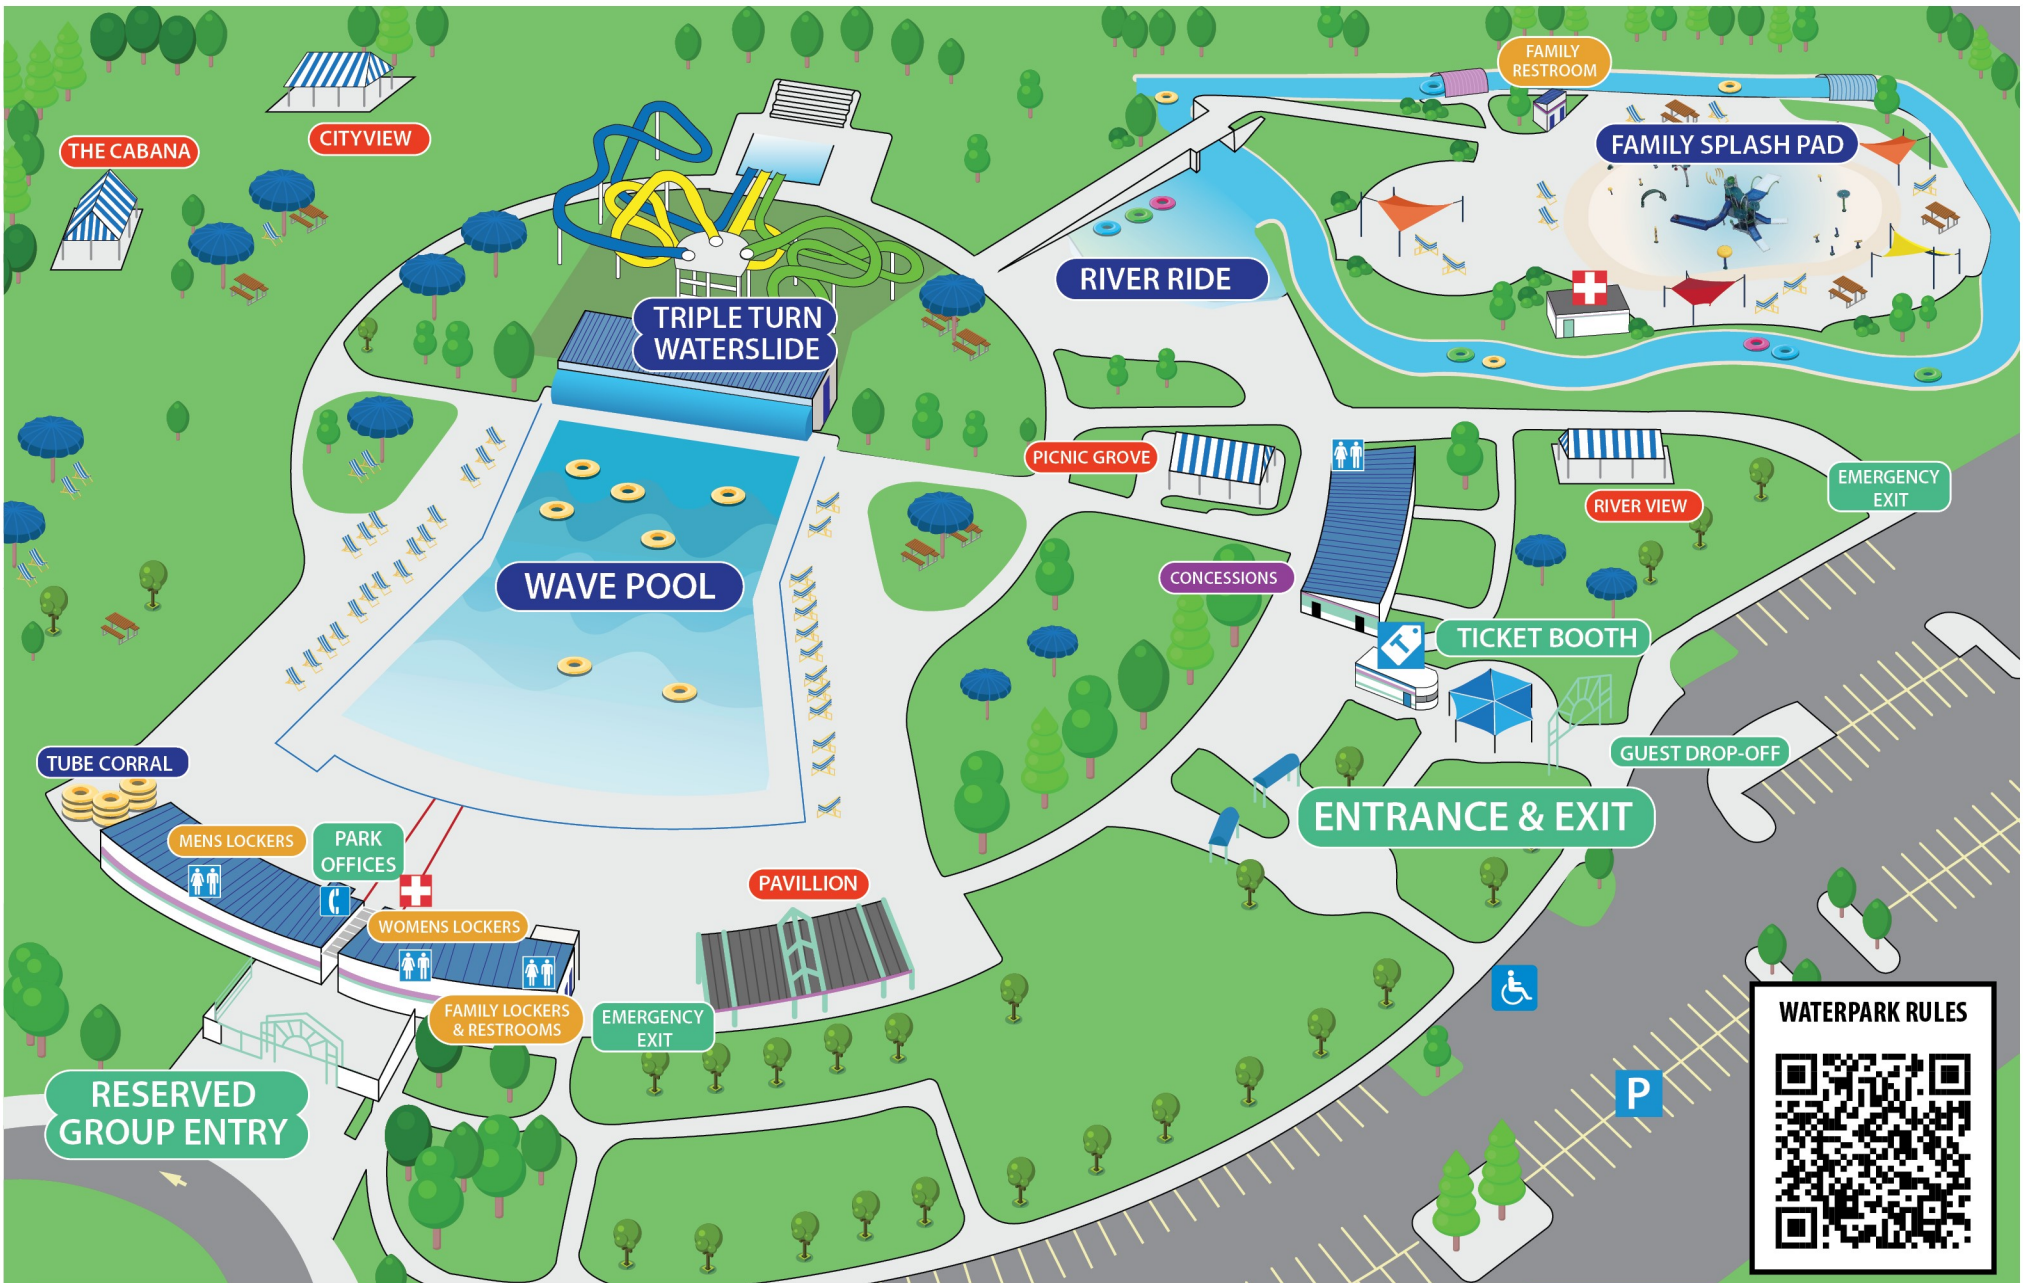 FAMILY
RESTROOM
CITYVIEW
THE CABANA
FAMILY SPLASH PAD
RIVER RIDE
TRIPLE TURN
WATERSLIDE
PICNIC GROVE
RIVER VIEW
EMERGENCY
EXIT
WAVE POOL
CONCESSIONS
T
TICKET BOOTH
TUBE CORRAL
GUEST DROP-OFF
MENS LOCKERS
PARK
OFFICES
ENTRANCE & EXIT
PAVILLION
WOMENS LOCKERS
FAMILY LOCKERS
& RESTROOMS
EMERGENCY
EXIT
WATERPARK RULES
RESERVED
GROUP ENTRY
P